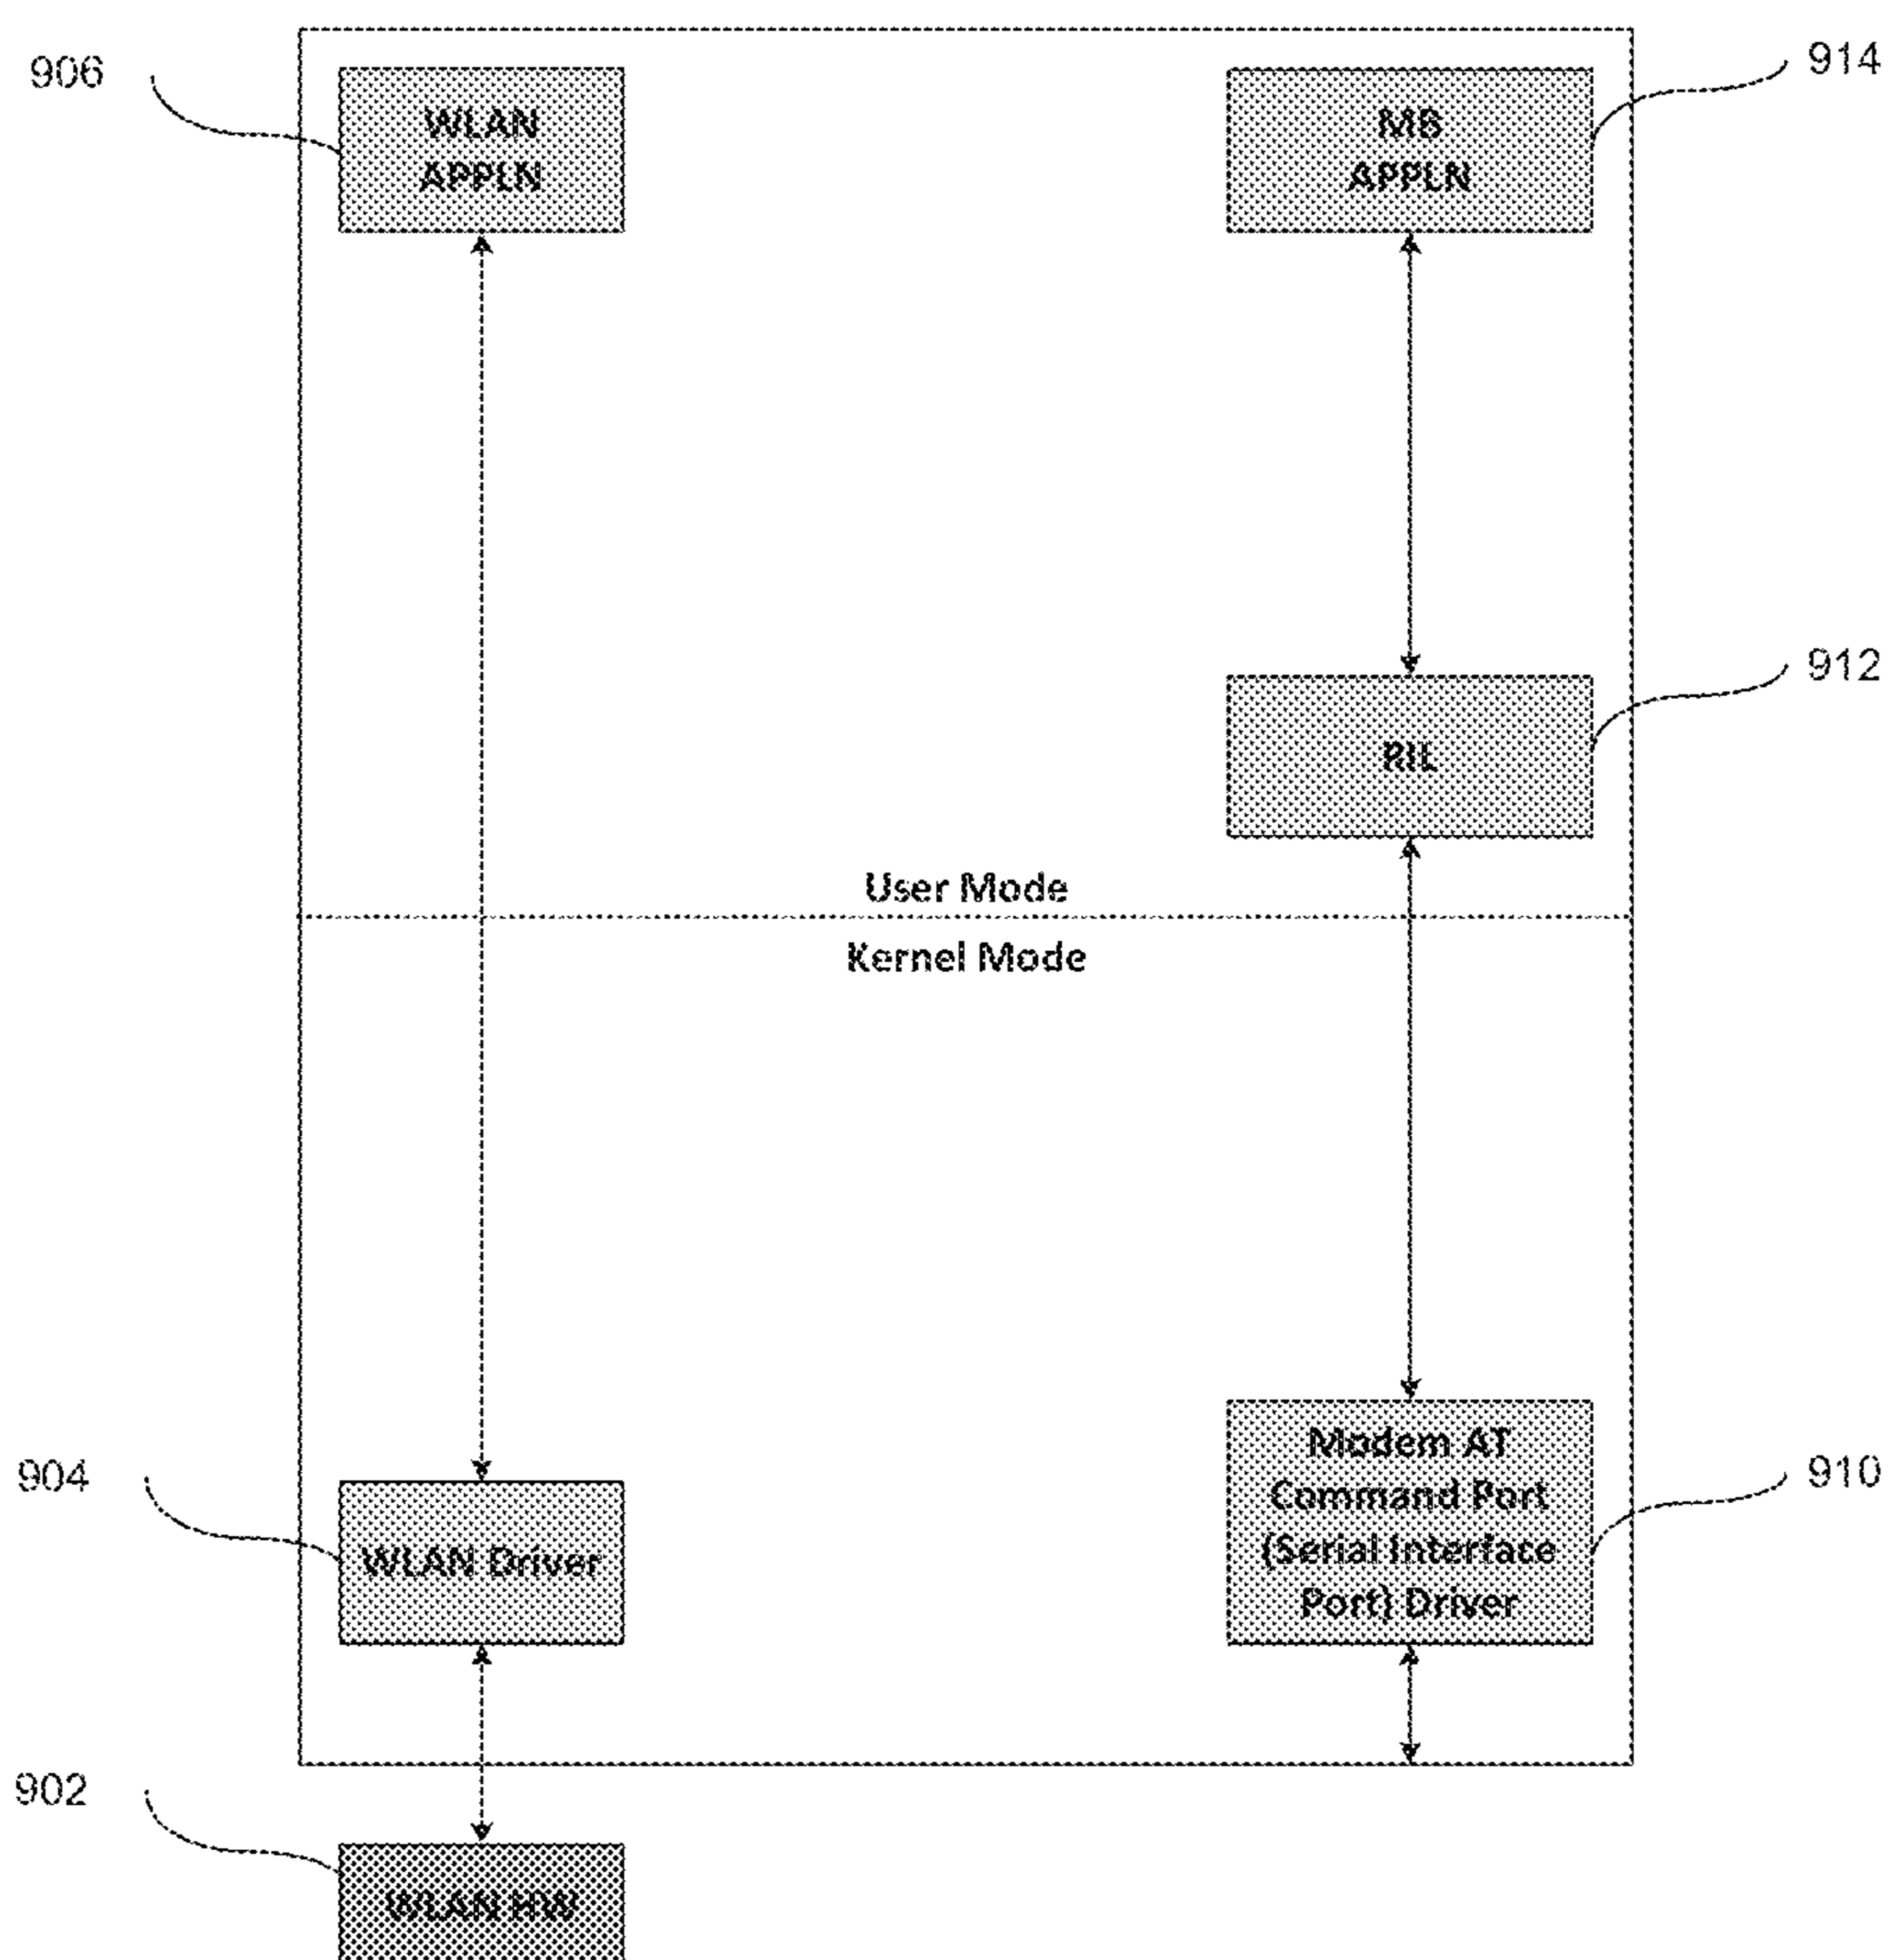 906
WLAN
APPLN
MB
APPLN
914
912
RIL
User Mode
Kernel Mode
904
WLAN Driver
Modem AT
Command Port
(Serial Interface
Port) Driver
910
902
WLAN HW